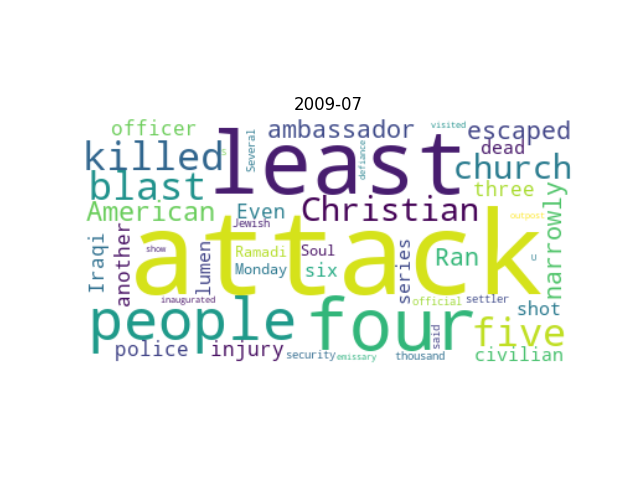 2009-07
officer
ambassador
visited
escaped
killed
s
Several
least
defiance
dead
church
blast
three
American
Even
Christian
narrowly
outpost
Iraqi
another
Jewish
attack
show
lumen
Ramadi
Soul
Monday
six
series
Ran
U
inaugurated
official
settler
people
four
shot
five
said
police
injury
security
emissary
thousand
civilian